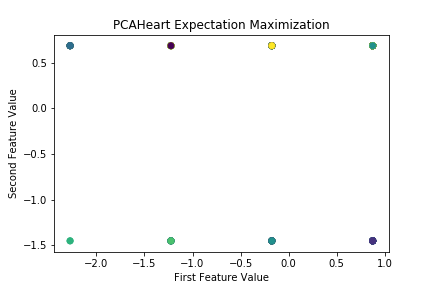 PCAHeart Expectation Maximization
Second Feature Value
0.5
0.0
−0.5
−1.0
−1.5
−2.0 −1.5 −1.0 −0.5 0.0 0.5 1.0
First Feature Value